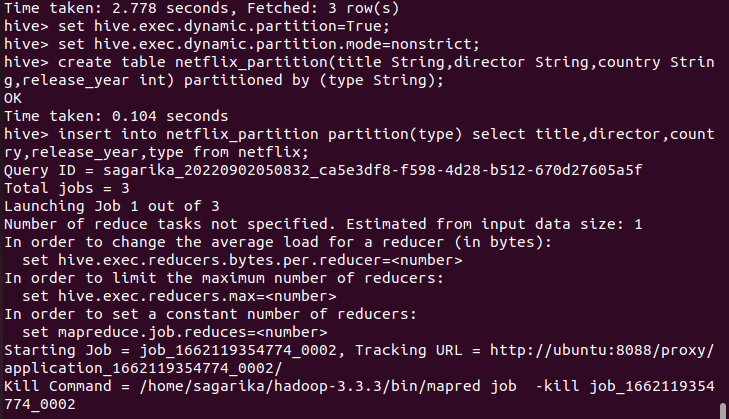 Time taken: 2.778 seconds, Fetched: 3 row(s)
hive> set hive.exec.dynamic.partition=True;
hive> set hive.exec.dynamic.partition.mode=nonstrict;
hive> create table netflix_partition(title String,director String,country Strin
g,release_year int) partitioned by (type String);
OK
Time taken: 0.104 seconds
hive> insert into netflix_partition partition(type) select title,director,count
ry,release_year,type from netflix;
Query ID = sagarika_20220902050832_ca5e3df8-f598-4d28-b512-670d27605a5f
Total jobs = 3
Launching Job 1 out of 3
Number of reduce tasks not specified. Estimated from input data size: 1
In order to change the average load for a reducer (in bytes):
  set hive.exec.reducers.bytes.per.reducer=<number>
In order to limit the maximum number of reducers:
  set hive.exec.reducers.max=<number>
In order to set a constant number of reducers:
  set mapreduce.job.reduces=<number>
Starting Job = job_1662119354774_0002, Tracking URL = http://ubuntu:8088/proxy/
application_1662119354774_0002/
Kill Command = /home/sagarika/hadoop-3.3.3/bin/mapred job  -kill job_1662119354
774_0002